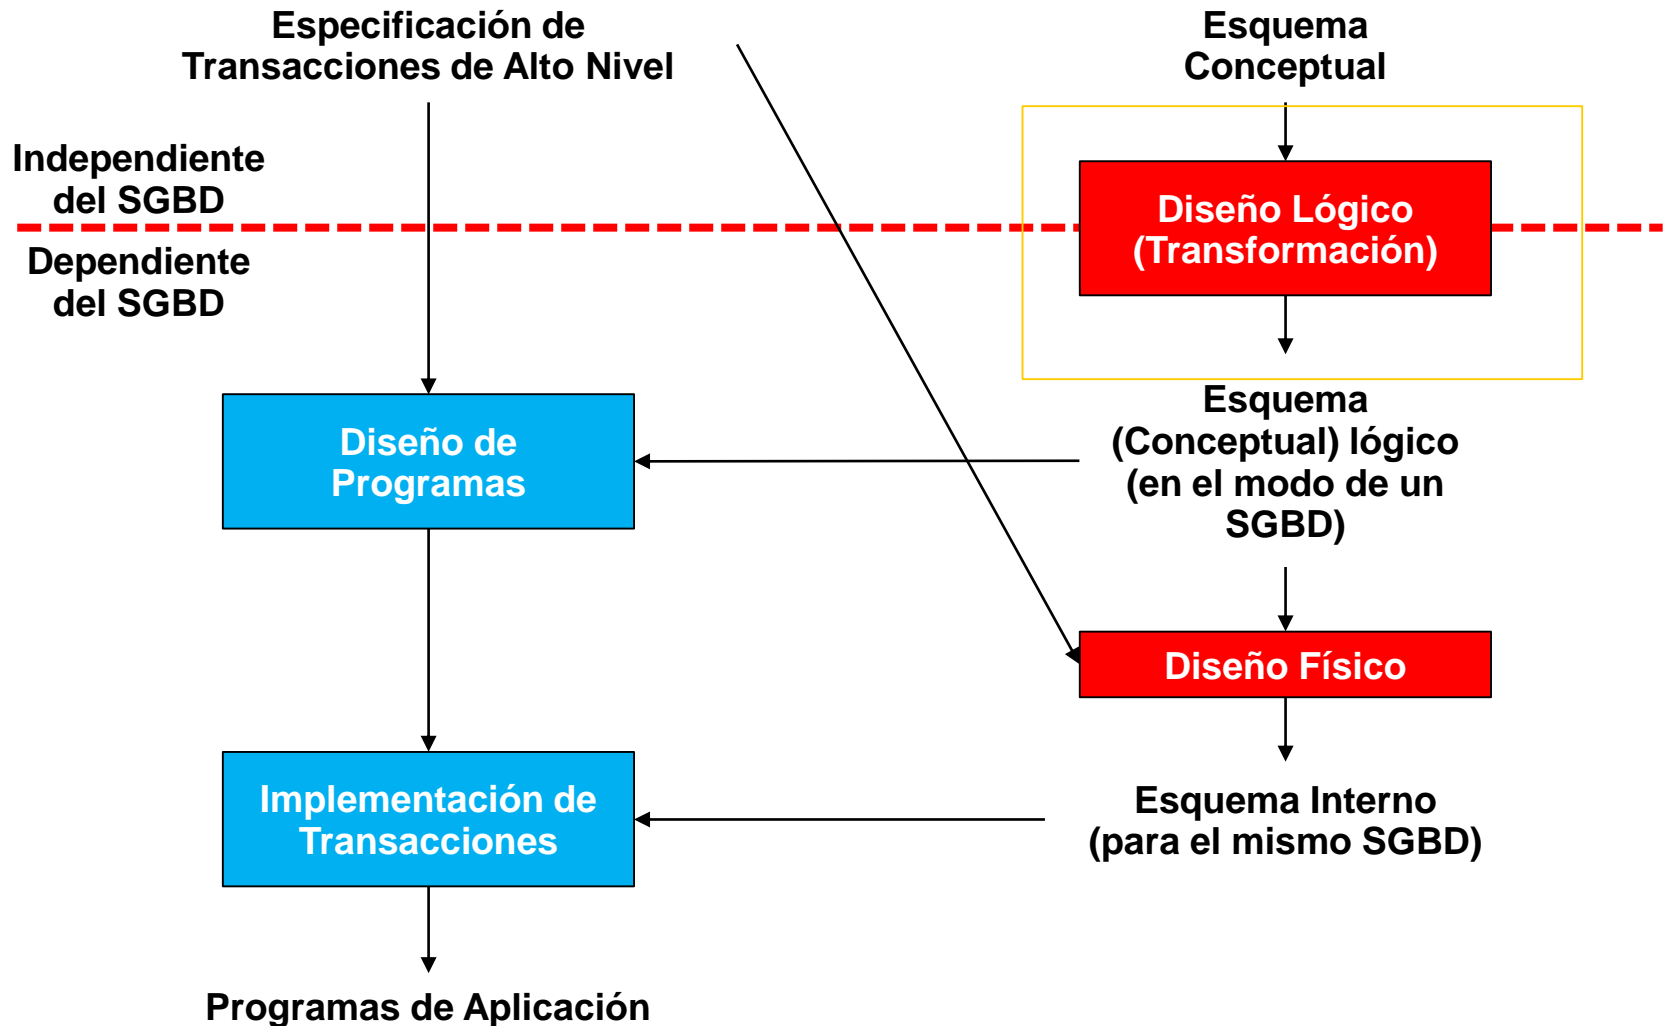 Especificación de
Transacciones de Alto Nivel
Esquema
Conceptual
Independiente
del SGBD
Dependiente
del SGBD
Diseño Lógico
(Transformación)
Esquema
(Conceptual) lógico
(en el modo de un
SGBD)
Diseño de
Programas
Diseño Físico
Implementación de
Transacciones
Esquema Interno
(para el mismo SGBD)
Programas de Aplicación